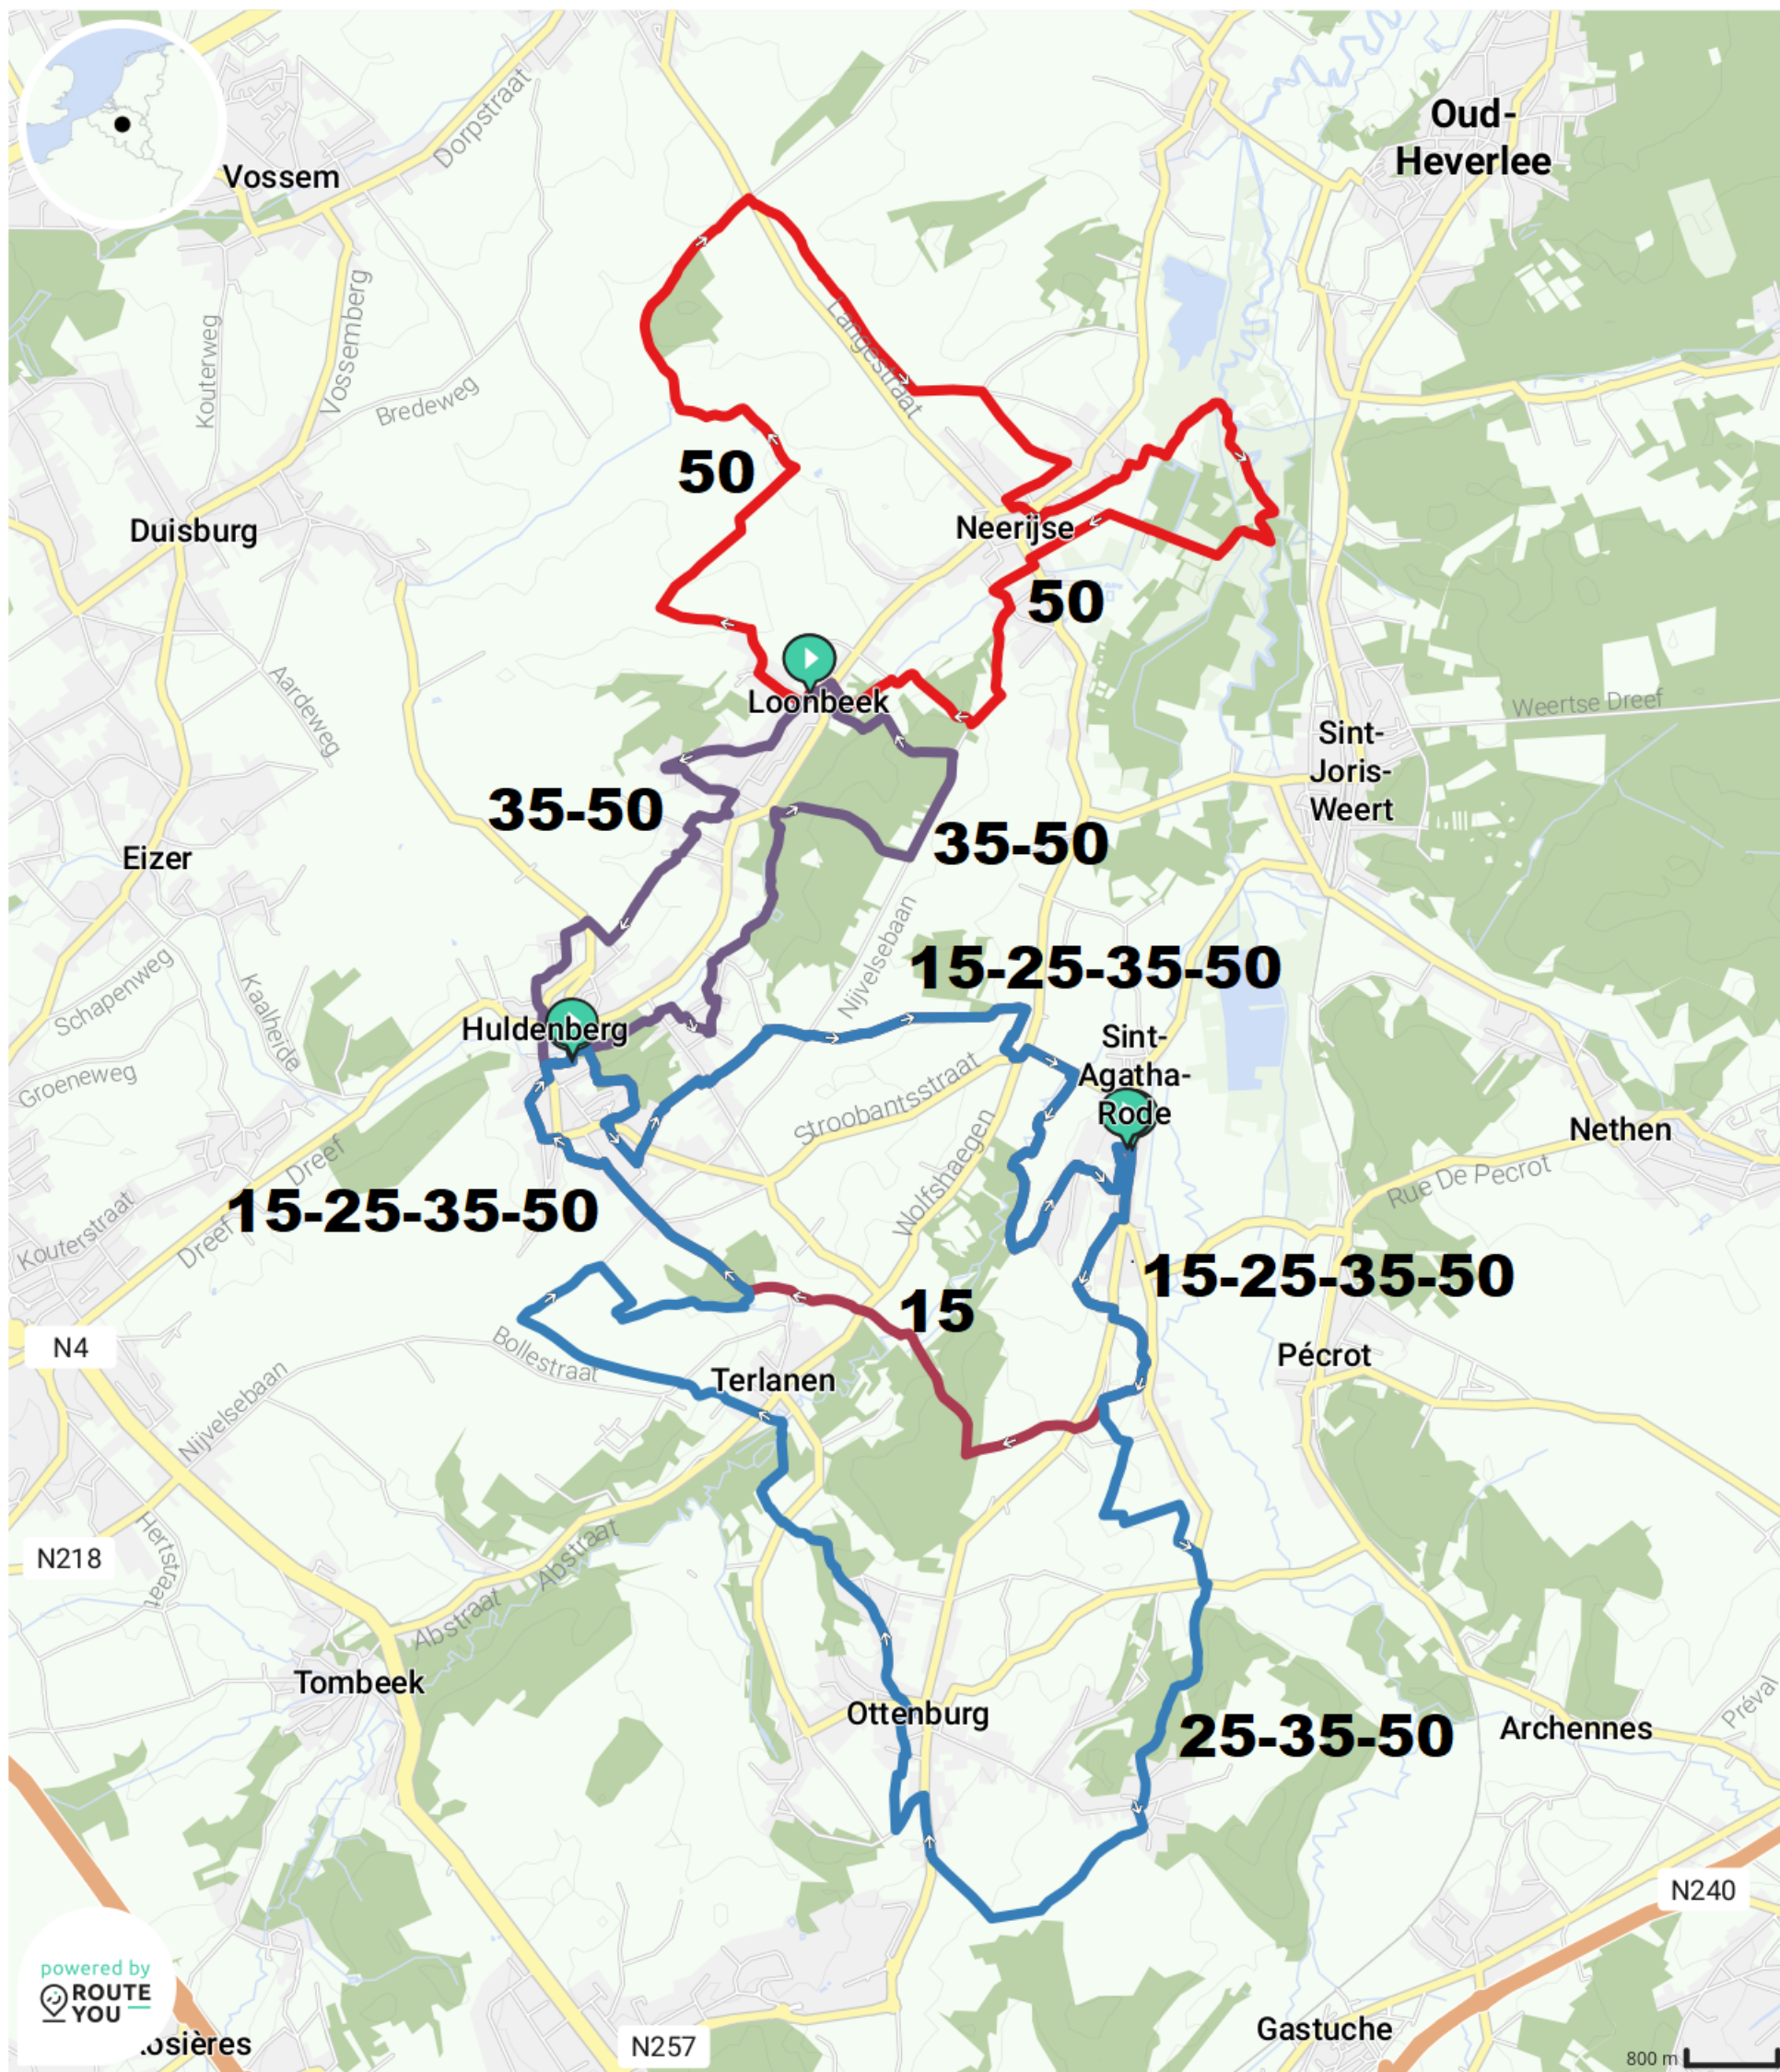 Oud-
Heverlee
Vossem
Dorpstraat
Kouterweg
Vossemberg
Langestraat
Bredeweg
50
Duisburg
Neerijse
50
Aardeweg
Loonbeek
Weertse Dreef
Sint-
Joris-
Weert
35-50
35-50
Eizer
Nijvelsebaan
15-25-35-50
Schapenweg
Kaalheide
Huldenberg
Sint-
Agatha-
Rode
Groeneweg
Stroobantsstraat
Nethen
Dreef
Wolfshaegen
Rue De Pecrot
15-25-35-50
Kouterstraat
Dreef
15-25-35-50
15
N4
Bollestraat
Pécrot
Terlanen
Nijvelsebaan
Hertstraat
N218
Abstraat
Abstraat
Tombeek
Ottenburg
25-35-50
Archennes
Préval
N240
powered by
ROUTE
YOU
osières
N257
Gastuche
800 m